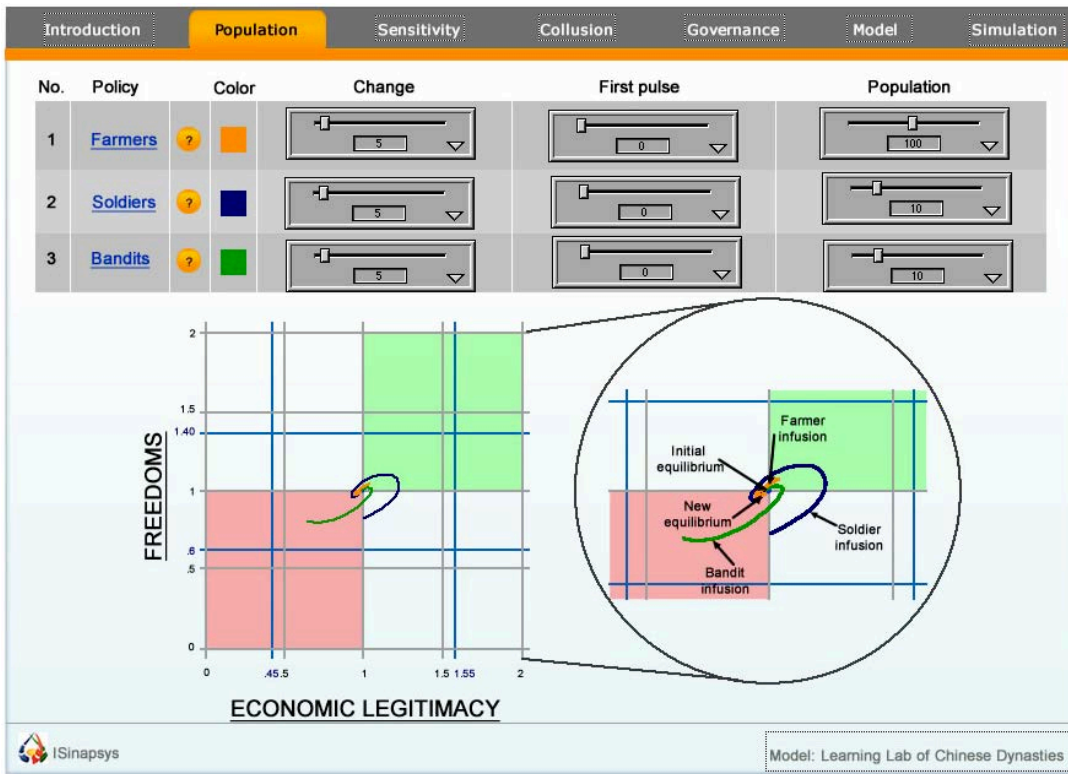 Introduction Population Sensitivity Collusion Governance Model Simulation
No. Policy Color Change First pulse Population
1 Farmers ? 5 0 100
2 Soldiers ? 5 0 10
3 Bandits ? 5 0 10
2
1.5
1.40
1
.6
.5
0
FREEDOMS
0 .45 .5 1 1.5 1.55 2
ECONOMIC LEGITIMACY
Farmer
infusion
Initial
equilibrium
New
equilibrium
Soldier
infusion
Bandit
infusion
ISinapsys
Model: Learning Lab of Chinese Dynasties